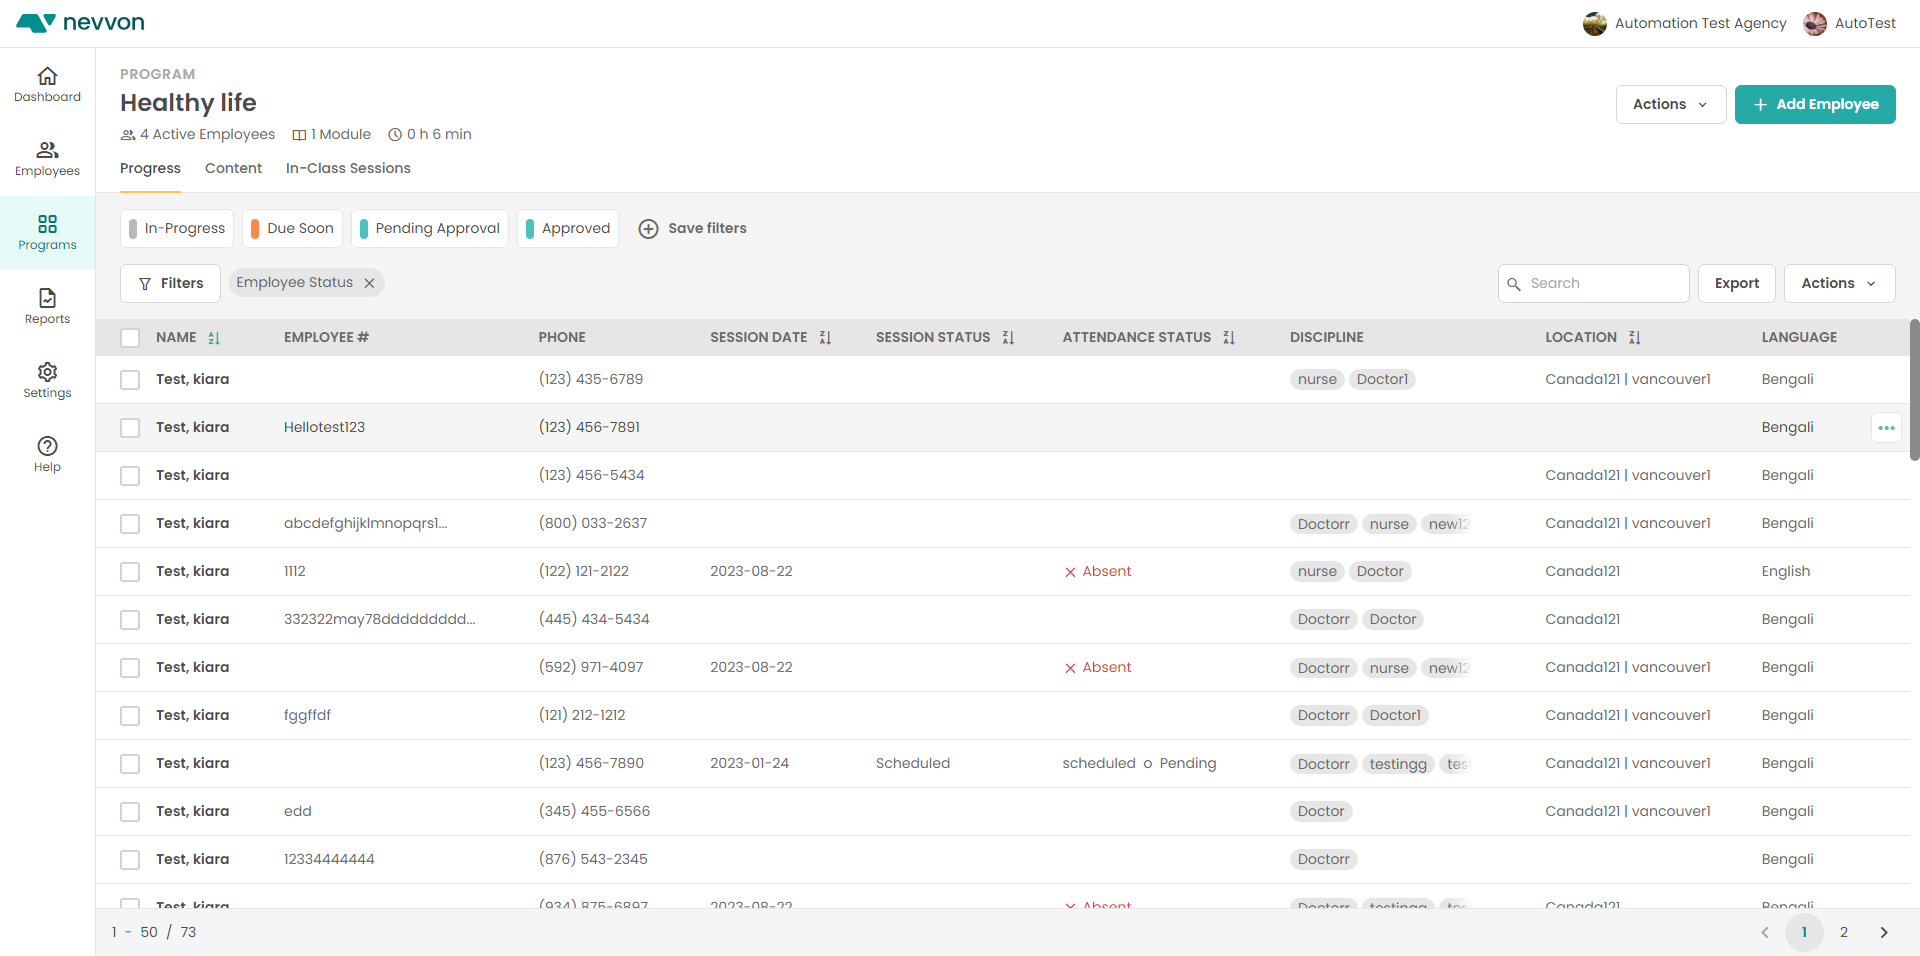 nevvon
Automation Test Agency AutoTest
Dashboard
Employees
Programs
Reports
Settings
Help
PROGRAM
Healthy life
4 Active Employees 1 Module 0 h 6 min
Actions + Add Employee
Progress Content In-Class Sessions
In-Progress Due Soon Pending Approval Approved Save filters
Filters Employee Status Search Export Actions
NAME EMPLOYEE # PHONE SESSION DATE SESSION STATUS ATTENDANCE STATUS DISCIPLINE LOCATION LANGUAGE
Test, kiara (123) 435-6789 nurse Doctor1 Canada121 | vancouver1 Bengali
Test, kiara Hellotest123 (123) 456-7891 Bengali
Test, kiara (123) 456-5434 Canada121 | vancouver1 Bengali
Test, kiara abcdefghijklmnopqrs1... (800) 033-2637 Doctorr nurse new12 Canada121 | vancouver1 Bengali
Test, kiara 1112 (122) 121-2122 2023-08-22 Absent nurse Doctor Canada121 English
Test, kiara 332322may78ddddddddd... (445) 434-5434 Doctorr Doctor Canada121 Bengali
Test, kiara (592) 971-4097 2023-08-22 Absent Doctorr nurse new12 Canada121 | vancouver1 Bengali
Test, kiara fggffdf (121) 212-1212 Doctorr Doctor1 Canada121 | vancouver1 Bengali
Test, kiara (123) 456-7890 2023-01-24 Scheduled scheduled o Pending Doctorr testingg tes Canada121 | vancouver1 Bengali
Test, kiara edd (345) 455-6566 Doctor Canada121 | vancouver1 Bengali
Test, kiara 12334444444 (876) 543-2345 Doctorr Bengali
Test, kiara (934) 875-6897 2023-08-22 Absent Doctorr testingg tes Canada121 Bengali
1 - 50 / 73 1 2